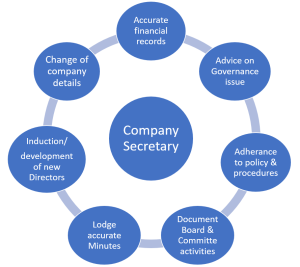 Accurate
financial
records
Advice on
Governance
issue
Adherance
to policy &
procedures
Document
Board &
Committe
activities
Lodge
accurate
Minutes
Induction/
development
of new
Directors
Change of
company
details
Company
Secretary